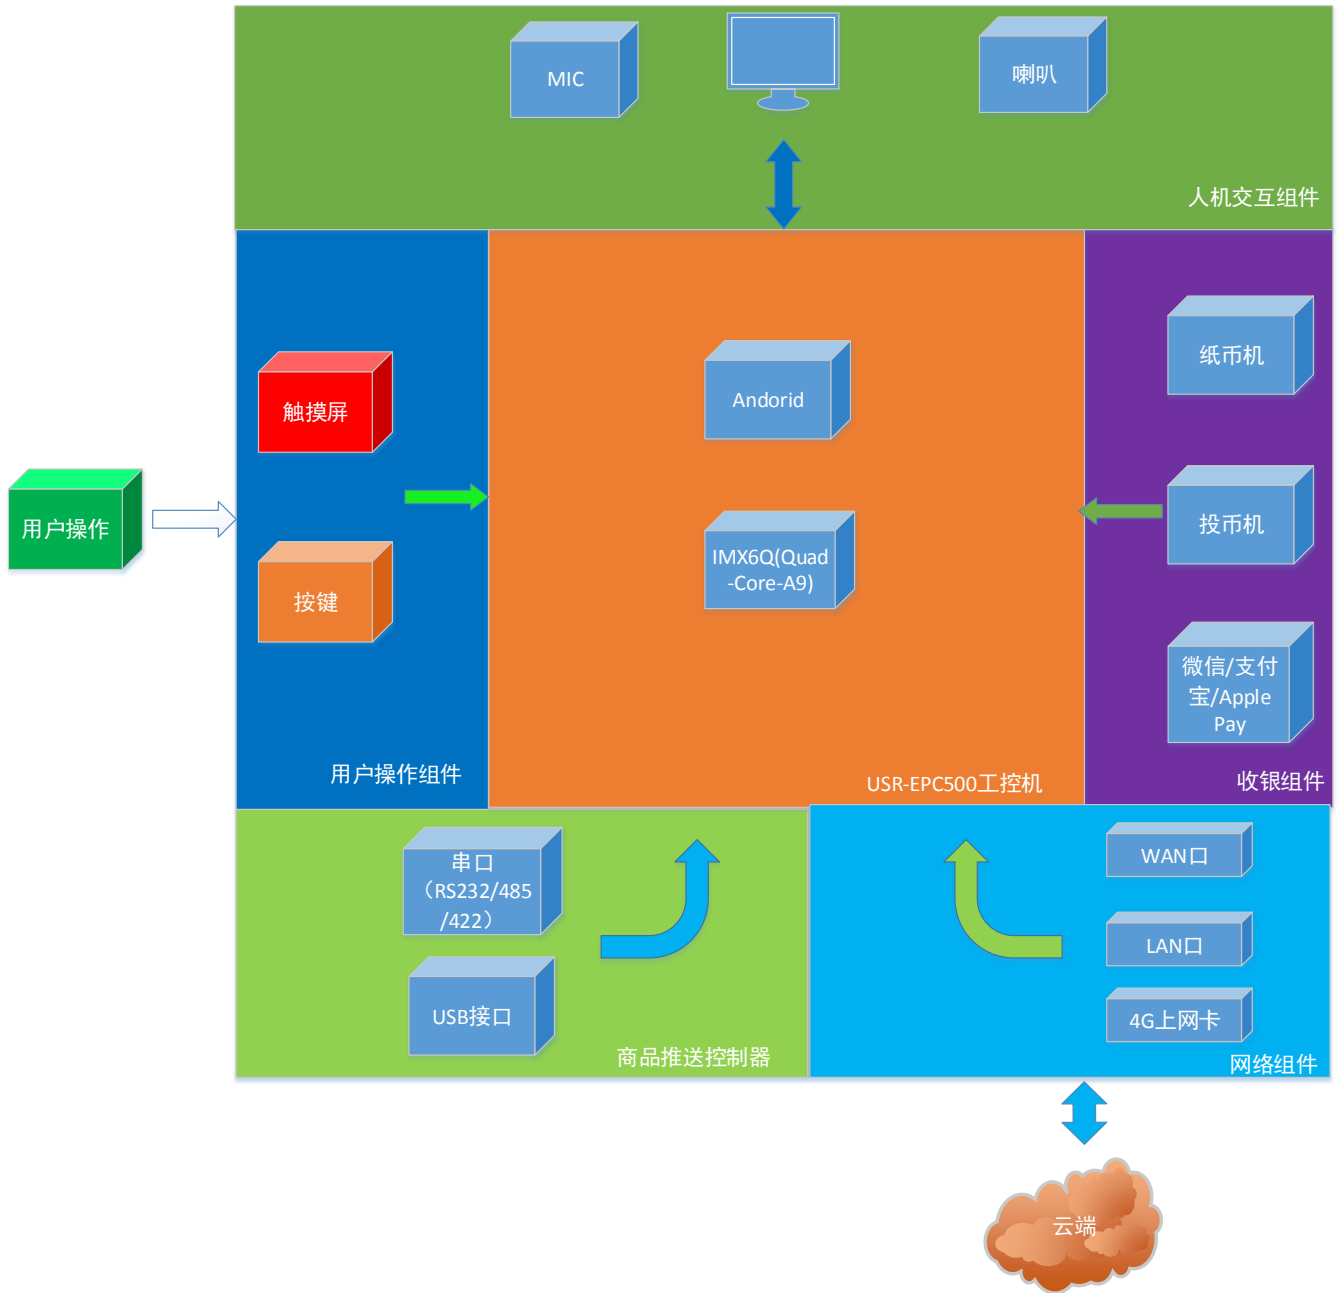 MIC
喇叭
人机交互组件
触摸屏
按键
用户操作组件
用户操作
Andorid
IMX6Q(Quad
-Core-A9)
USR-EPC500工控机
纸币机
投币机
微信/支付
宝/Apple
Pay
收银组件
串口
（RS232/485
/422）
USB接口
商品推送控制器
WAN口
LAN口
4G上网卡
网络组件
云端